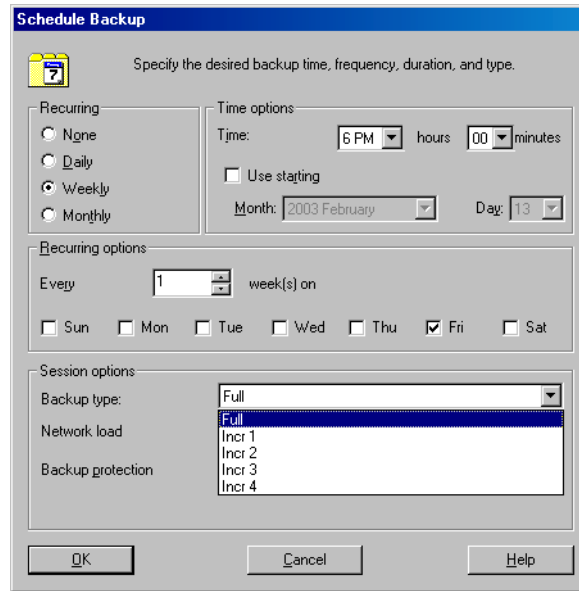 Schedule Backup
7
Specify the desired backup time, frequency, duration, and type.
Recurring
None
Daily
Weekly
Monthly
Time options
Time: 6 PM hours 00 minutes
Use starting
Month: 2003 February Day: 13
Recurring options
Every 1 week(s) on
Sun Mon Tue Wed Thu Fri Sat
Session options
Backup type: Full
Full
Network load
Incr 1
Incr 2
Backup protection
Incr 3
Incr 4
OK Cancel Help